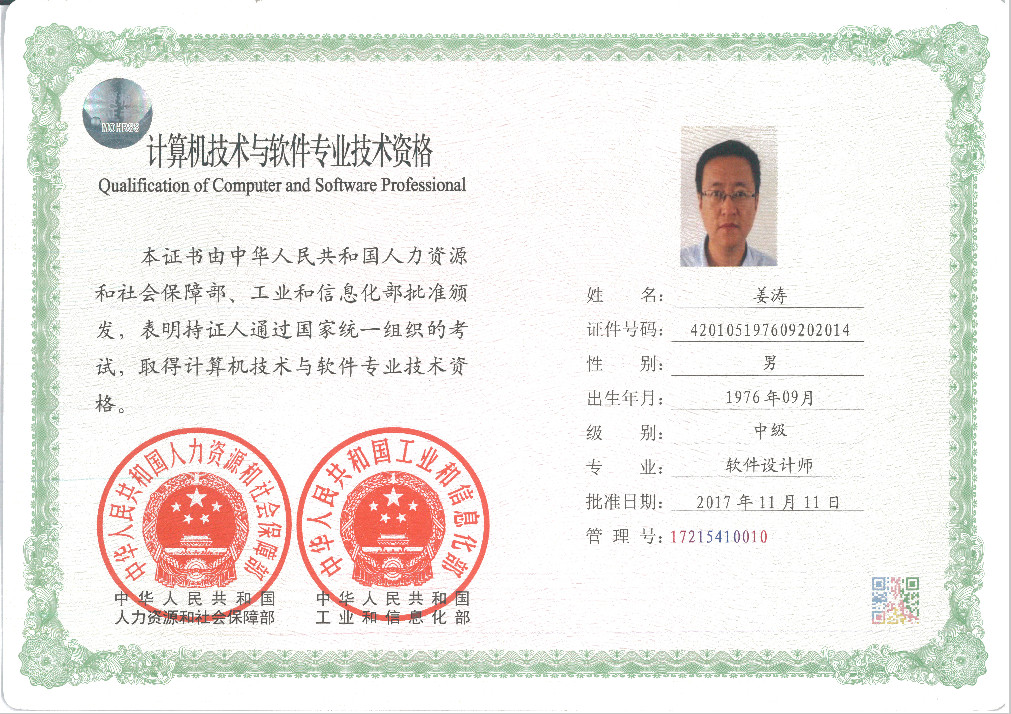 MOHRSS
计算机技术与软件专业技术资格
Qualification of Computer and Software Professional
本证书由中华人民共和国人力资源
和社会保障部、工业和信息化部批准颁
发，表明持证人通过国家统一组织的考
试，取得计算机技术与软件专业技术资
格。
中华人民共和国人力资源和社会保障部
中华人民共和国工业和信息化部
中华人民共和国
人力资源和社会保障部
中华人民共和国
工业和信息化部
姓 名： 姜涛
证件号码： 420105197609202014
性 别： 男
出生年月： 1976年09月
级 别： 中级
专 业： 软件设计师
批准日期： 2017年11月11日
管 理 号：17215410010